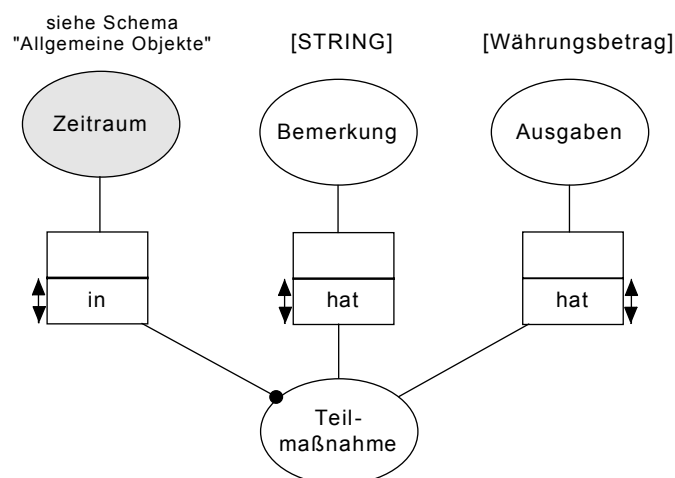 siehe Schema
"Allgemeine Objekte"
[STRING]
[Währungsbetrag]
Zeitraum
Bemerkung
Ausgaben
in
hat
hat
Teil-
maßnahme